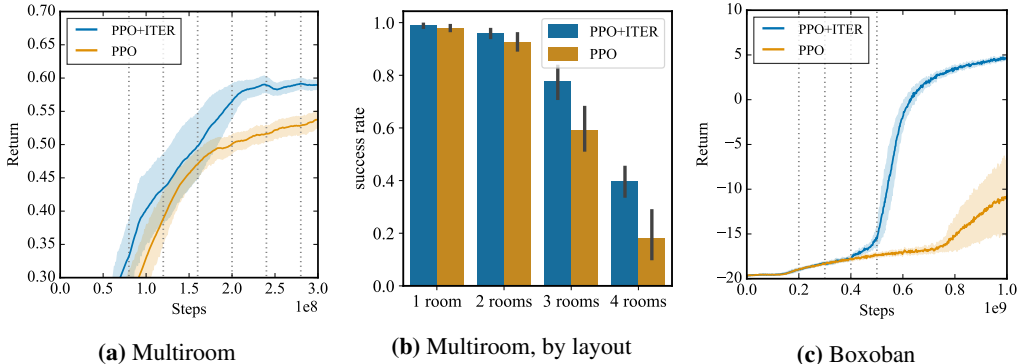 PPO+ITER
PPO
0.70
0.65
0.60
0.55
0.50
0.45
0.40
0.35
0.30
Return
0.0 0.5 1.0 1.5 2.0 2.5 3.0
Steps
1e8
(a) Multiroom
PPO+ITER
PPO
1.0
0.8
0.6
0.4
0.2
0.0
success rate
1 room 2 rooms 3 rooms 4 rooms
(b) Multiroom, by layout
PPO+ITER
PPO
5
0
−5
−10
−15
−20
Return
0.0 0.2 0.4 0.6 0.8 1.0
Steps
1e9
(c) Boxoban